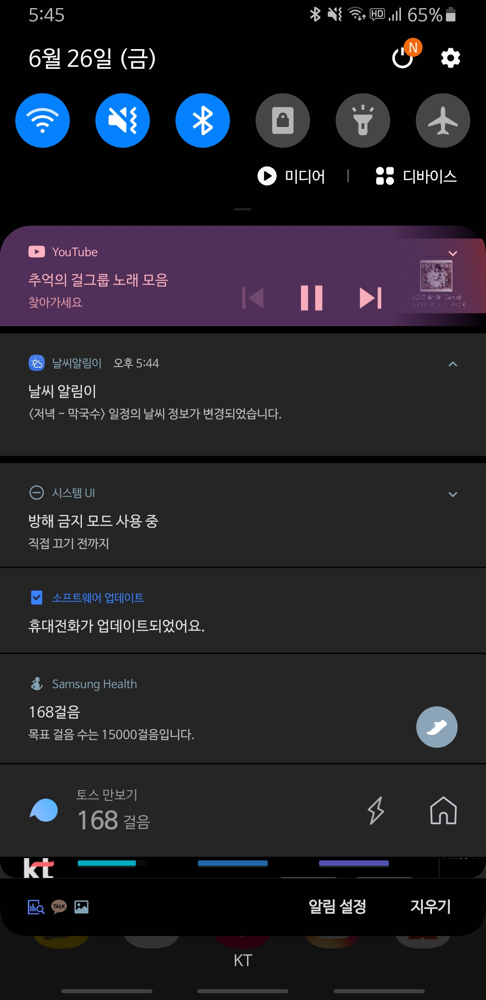 5:45
HD 65%
6월 26일 (금)
N
미디어 | 디바이스
YouTube
추억의 걸그룹 노래 모음
찾아가세요
날씨알림이 오후 5:44
날씨 알림이
〈저녁 - 막국수〉 일정의 날씨 정보가 변경되었습니다.
시스템 UI
방해 금지 모드 사용 중
직접 끄기 전까지
소프트웨어 업데이트
휴대전화가 업데이트되었어요.
Samsung Health
168걸음
목표 걸음 수는 15000걸음입니다.
토스 만보기
168 걸음
kt
TALK
알림 설정 지우기
KT